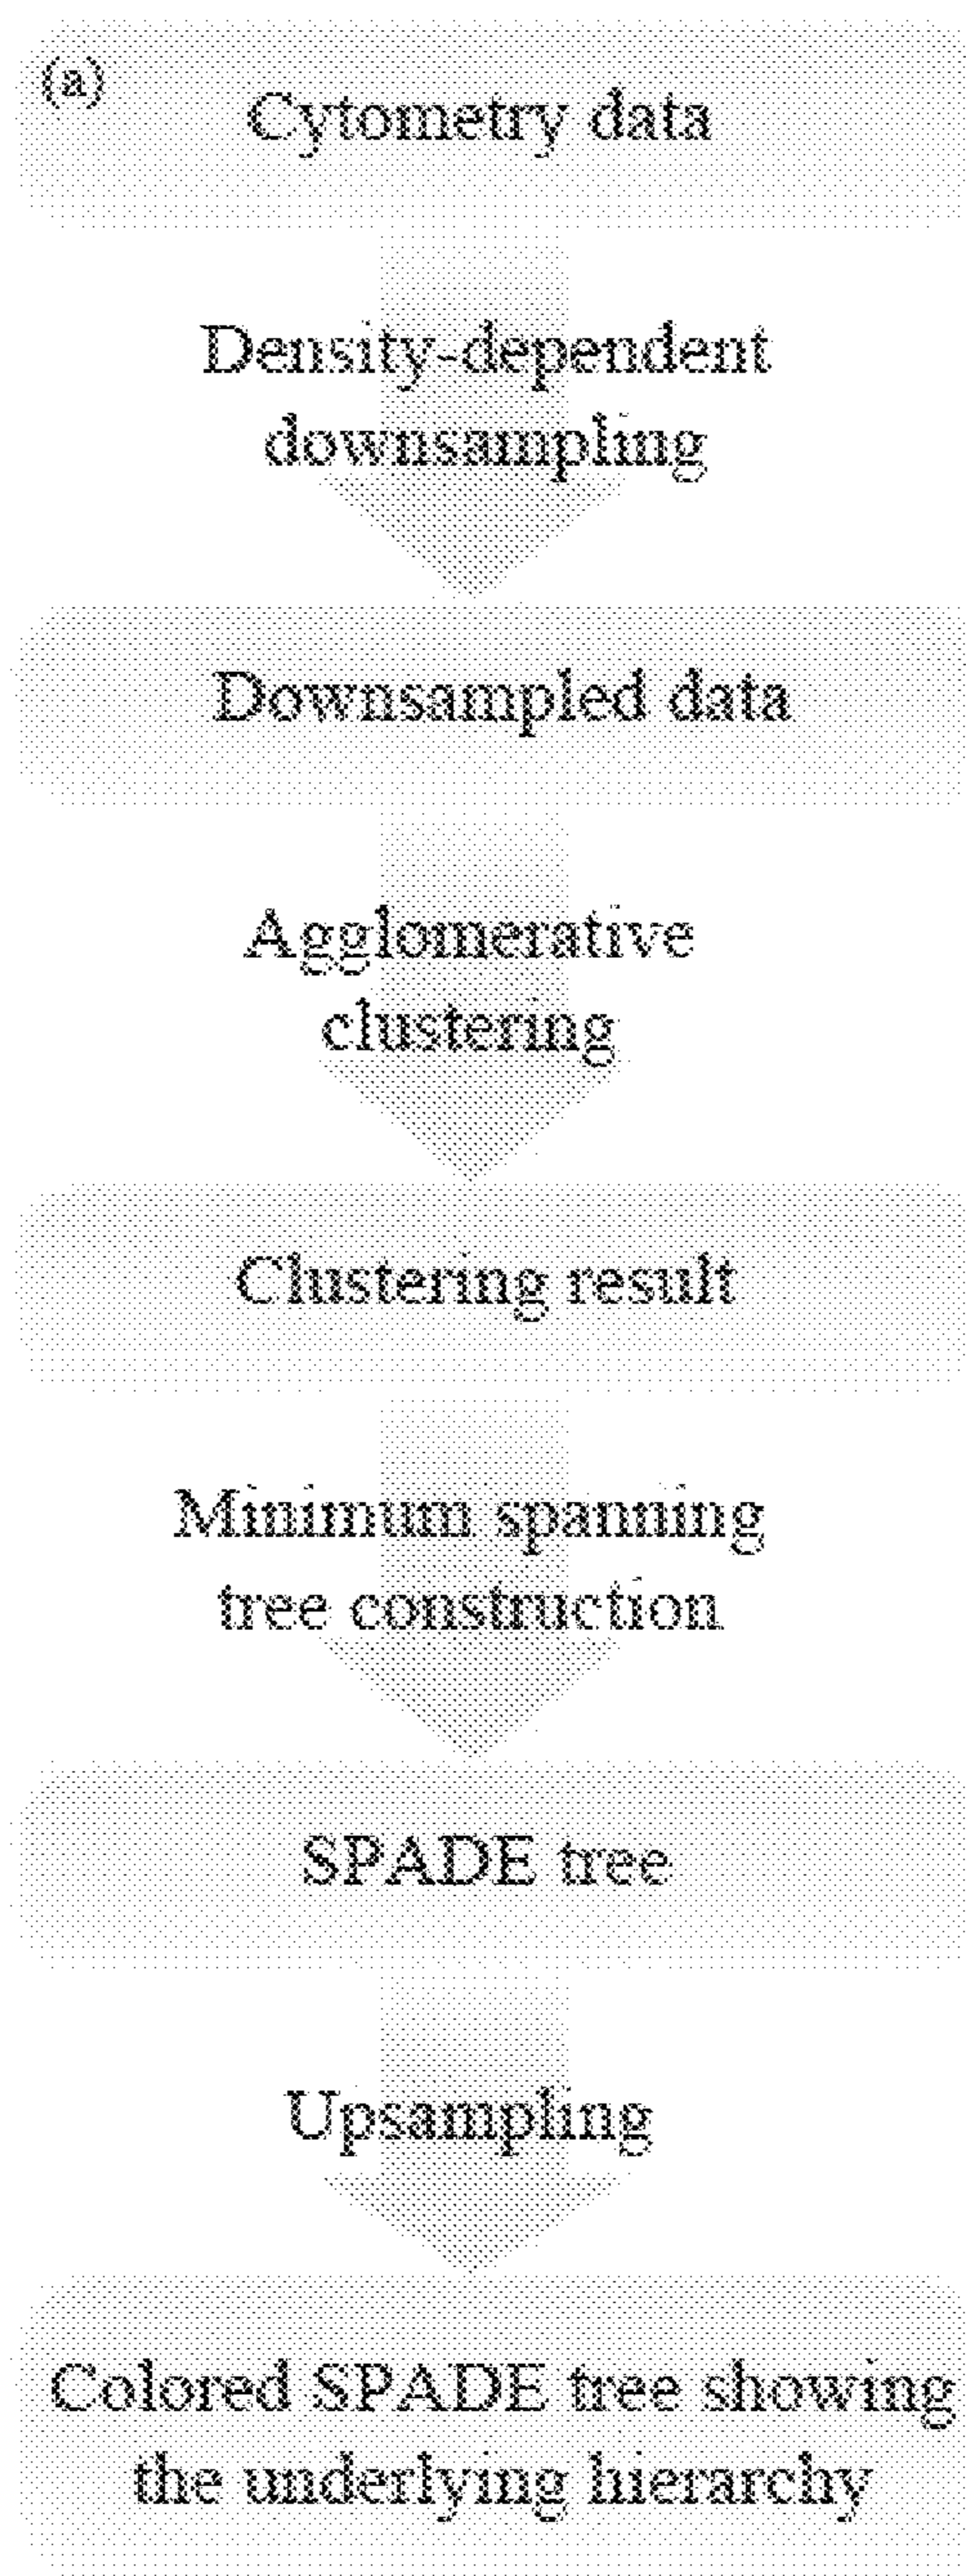 (a)
Cytometry data
Density-dependent
downsampling
Downsampled data
Agglomerative
clustering
Clustering result
Minimum spanning
tree construction
SPADE tree
Upsampling
Colored SPADE tree showing
the underlying hierarchy